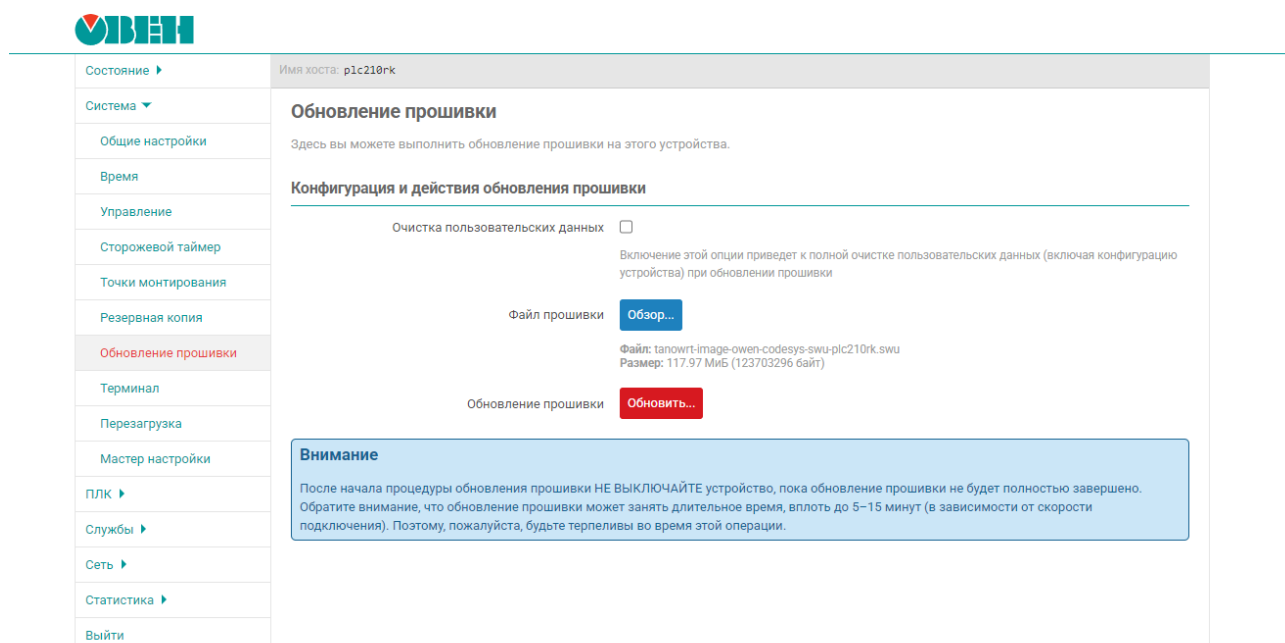 ОВЕН
Состояние
Имя хоста: plc210rk
Система
Общие настройки
Время
Управление
Сторожевой таймер
Точки монтирования
Резервная копия
Обновление прошивки
Терминал
Перезагрузка
Мастер настройки
ПЛК
Службы
Сеть
Статистика
Выйти
Обновление прошивки
Здесь вы можете выполнить обновление прошивки на этого устройства.
Конфигурация и действия обновления прошивки
Очистка пользовательских данных
Включение этой опции приведет к полной очистке пользовательских данных (включая конфигурацию
устройства) при обновлении прошивки
Файл прошивки Обзор...
Файл: tanowrt-image-owen-codesys-swu-plc210rk.swu
Размер: 117.97 МиБ (123703296 байт)
Обновление прошивки Обновить...
Внимание
После начала процедуры обновления прошивки НЕ ВЫКЛЮЧАЙТЕ устройство, пока обновление прошивки не будет полностью завершено.
Обратите внимание, что обновление прошивки может занять длительное время, вплоть до 5–15 минут (в зависимости от скорости
подключения). Поэтому, пожалуйста, будьте терпеливы во время этой операции.